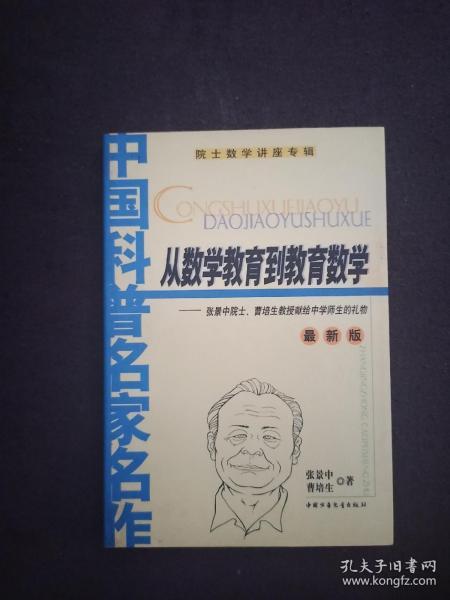 中国科普名家名作
院士数学讲座专辑
CONGSHUXUEJIAOYU
DAOJIAOYUSHUXUE
从数学教育到教育数学
——张景中院士、曹培生教授献给中学师生的礼物
最新版
张景中
曹培生 ◎著
中国少年儿童出版社
孔夫子旧书网
www.kongfz.com